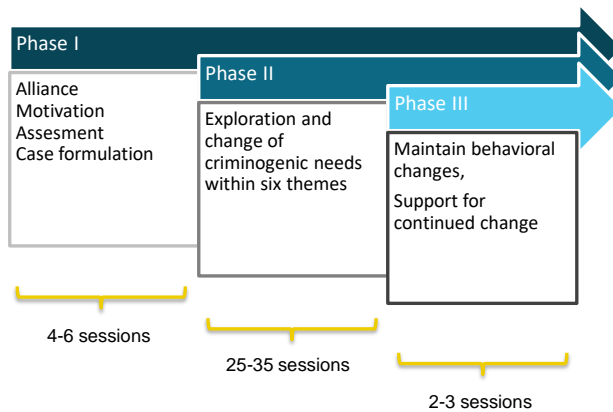 Phase I
Alliance
Motivation
Assesment
Case formulation
4-6 sessions
Phase II
Exploration and
change of
criminogenic needs
within six themes
25-35 sessions
Phase III
Maintain behavioral
changes,
Support for
continued change
2-3 sessions